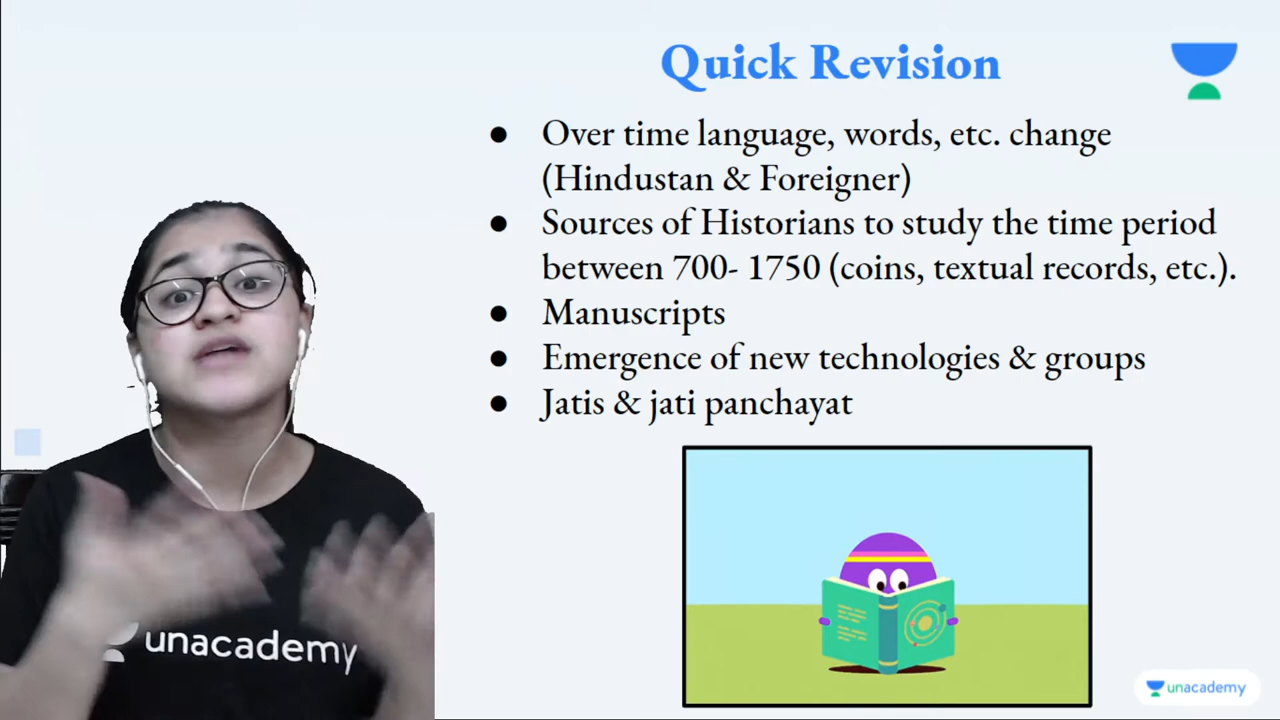 Quick Revision
● Over time language, words, etc. change
(Hindustan & Foreigner)
● Sources of Historians to study the time period
between 700- 1750 (coins, textual records, etc.).
● Manuscripts
● Emergence of new technologies & groups
● Jatis & jati panchayat
unacademy
unacademy